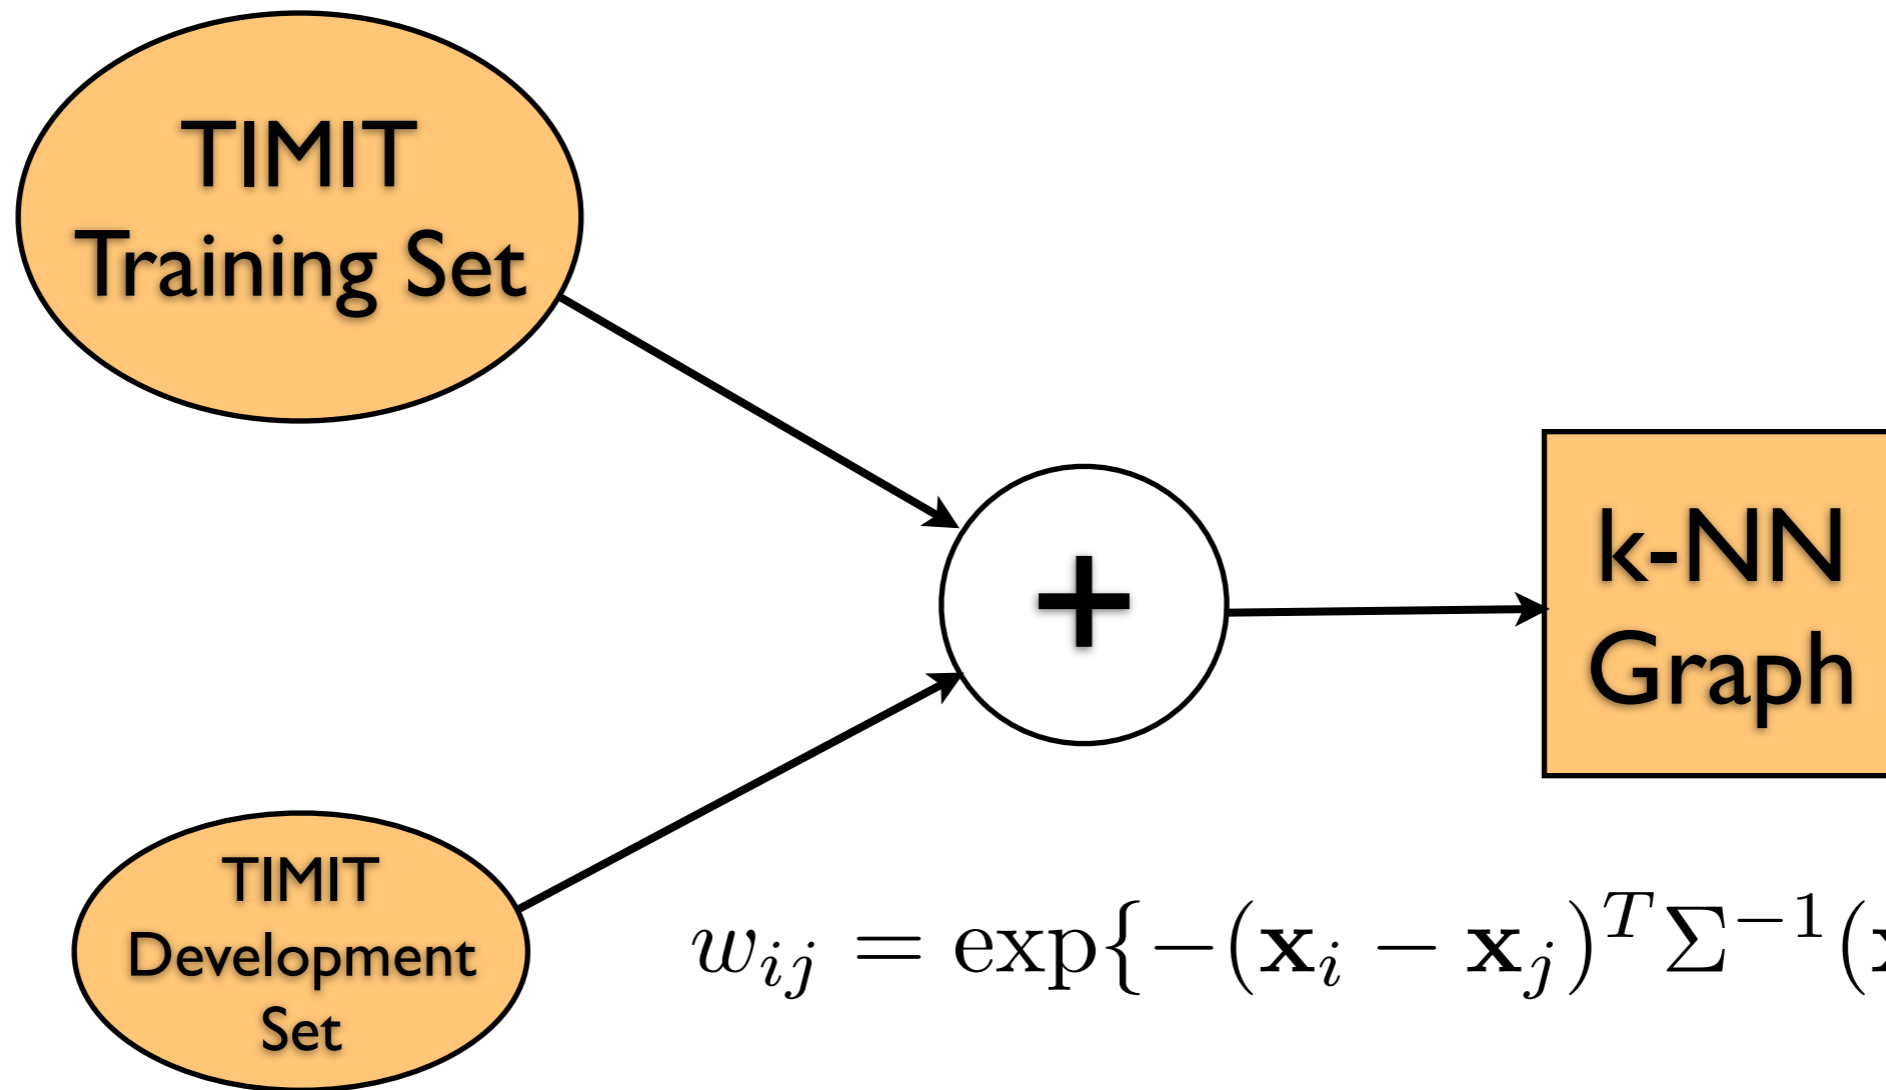 TIMIT
Training Set
+
k-NN
Graph
TIMIT
Development
Set
w_{ij} = exp{−(x_i − x_j)^T Σ^{−1}(